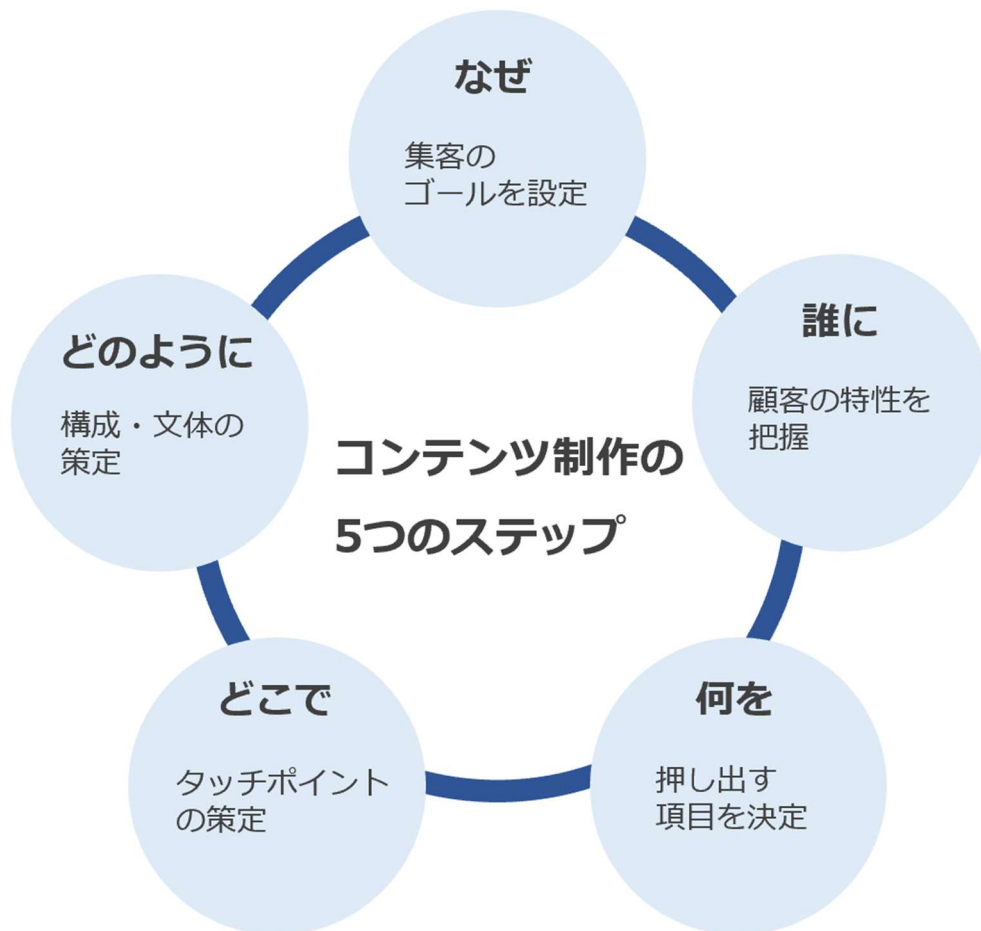 なぜ
集客の
ゴールを設定
誰に
顧客の特性を
把握
何を
押し出す
項目を決定
どこで
タッチポイント
の策定
どのように
構成・文体の
策定
コンテンツ制作の
5つのステップ